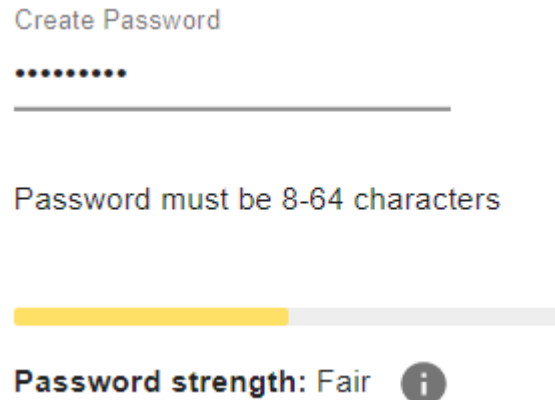 Create Password
•••••••••
Password must be 8-64 characters
Password strength: Fair i